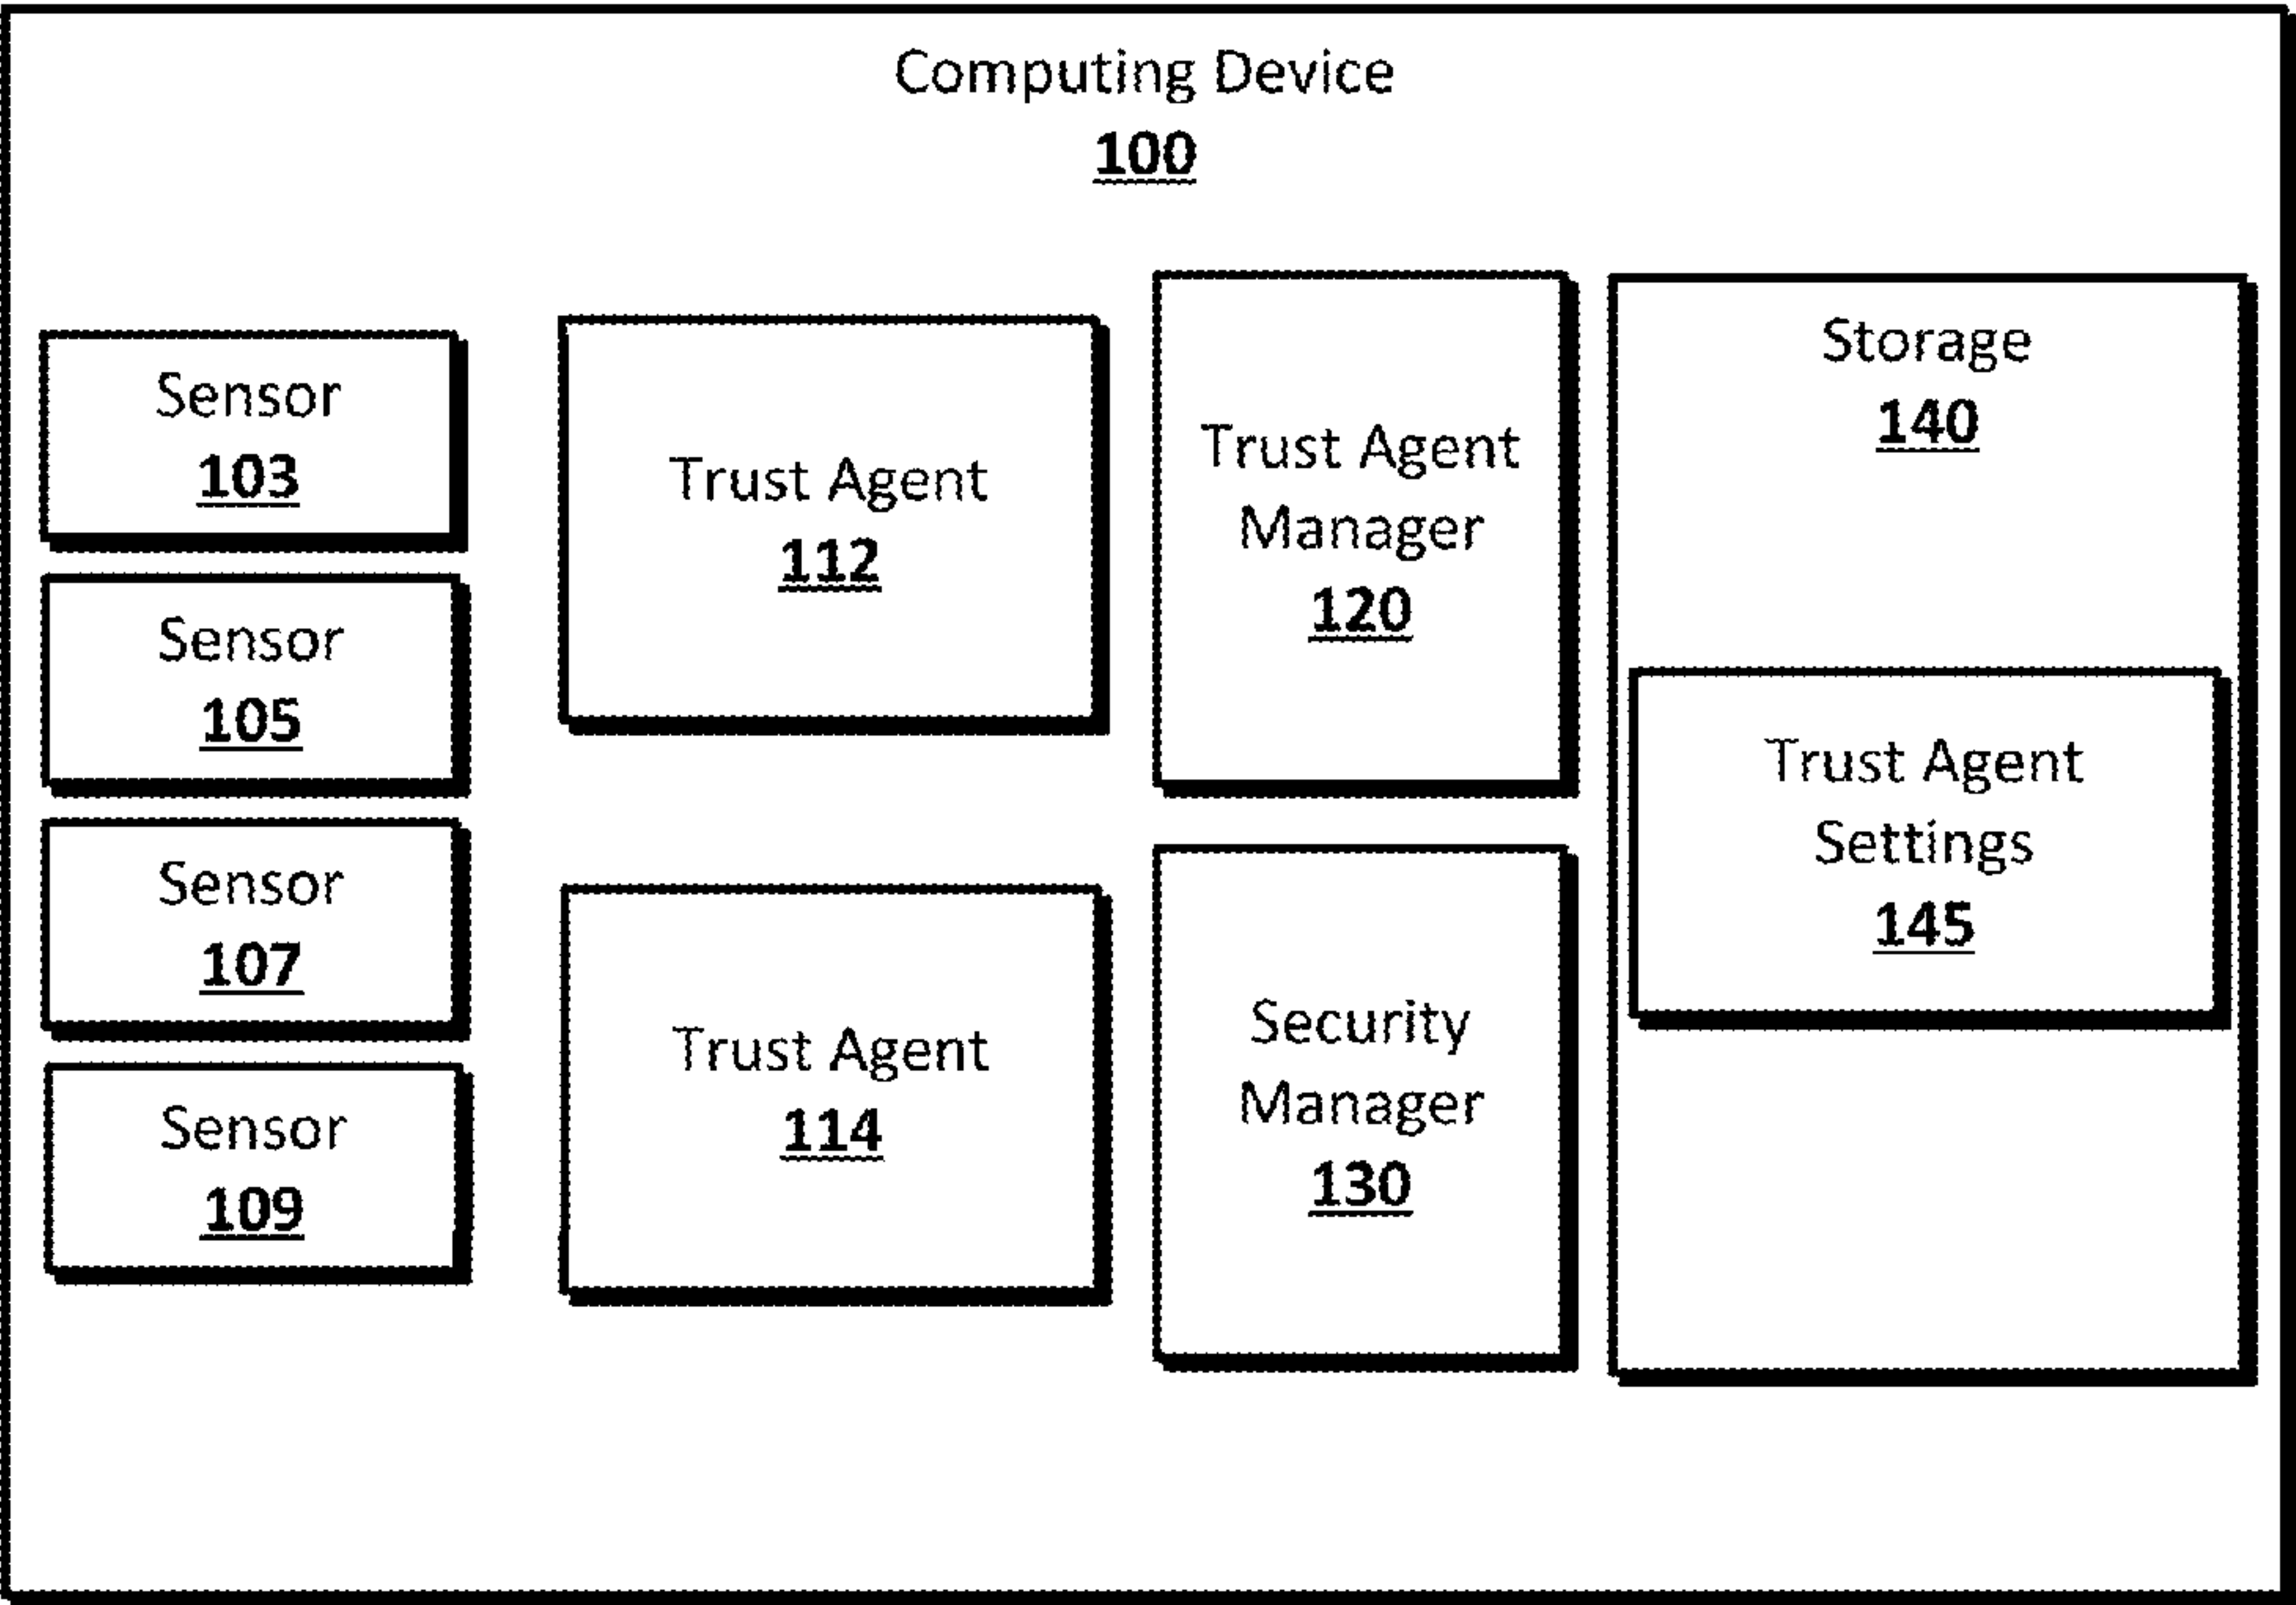 Computing Device
100
Sensor
103
Sensor
105
Sensor
107
Sensor
109
Trust Agent
112
Trust Agent
114
Trust Agent
Manager
120
Security
Manager
130
Storage
140
Trust Agent
Settings
145